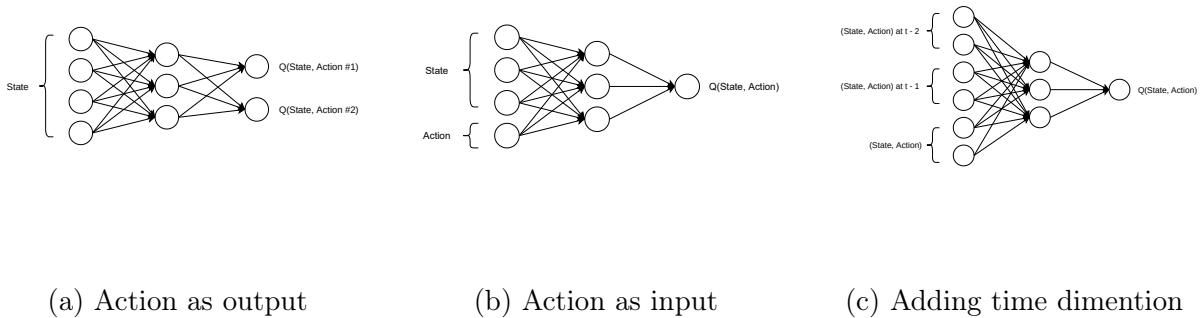 State
Q(State, Action #1)
Q(State, Action #2)
(a) Action as output
State
Action
Q(State, Action)
(b) Action as input
(State, Action) at t - 2
(State, Action) at t - 1
(State, Action)
Q(State, Action)
(c) Adding time dimention